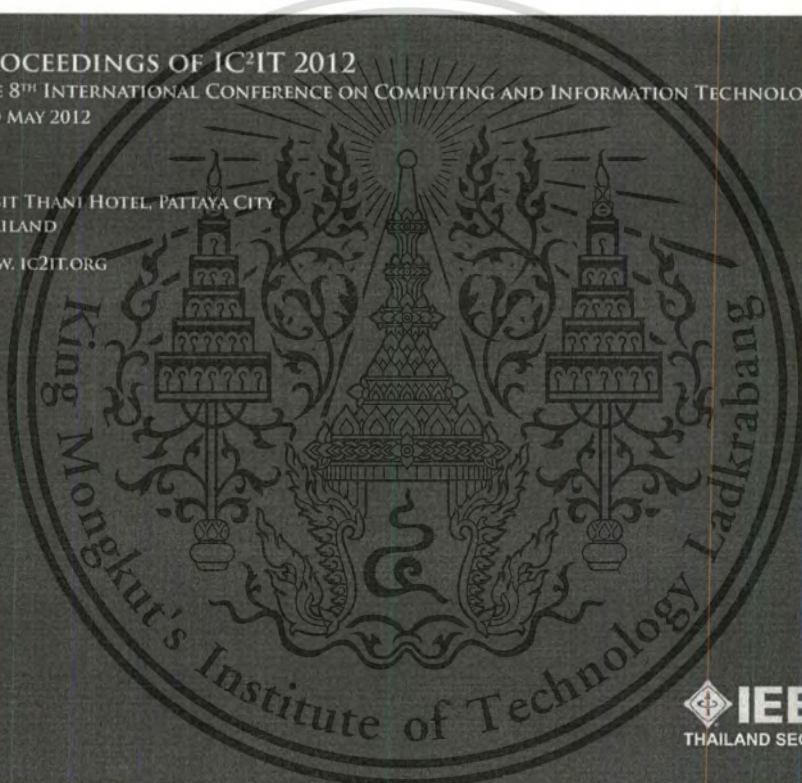 OCEEDINGS OF IC²IT 2012
E 8TH INTERNATIONAL CONFERENCE ON COMPUTING AND INFORMATION TECHNOLO
MAY 2012
IT THANI HOTEL, PATTAYA CITY
ILAND
W. IC2IT.ORG
King Mongkut's Institute of Technology Ladkrabang
IEE
THAILAND SEC